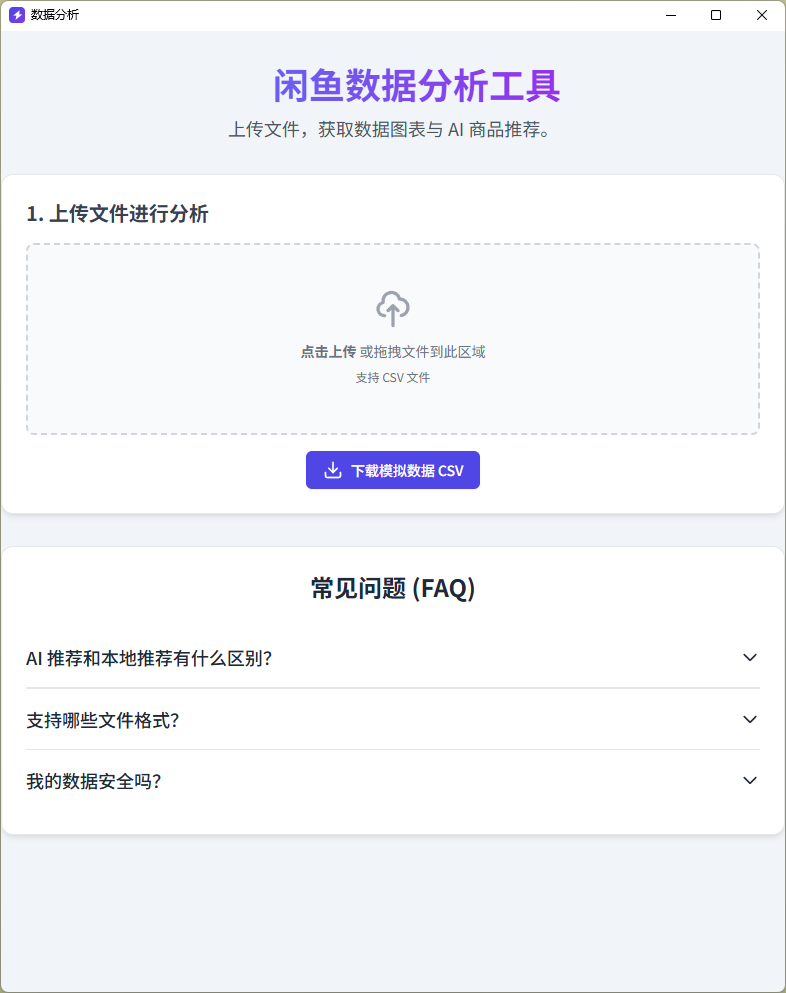 数据分析
闲鱼数据分析工具
上传文件，获取数据图表与 AI 商品推荐。
1. 上传文件进行分析
点击上传 或拖拽文件到此区域
支持 CSV 文件
下载模拟数据 CSV
常见问题 (FAQ)
AI 推荐和本地推荐有什么区别？
支持哪些文件格式？
我的数据安全吗？